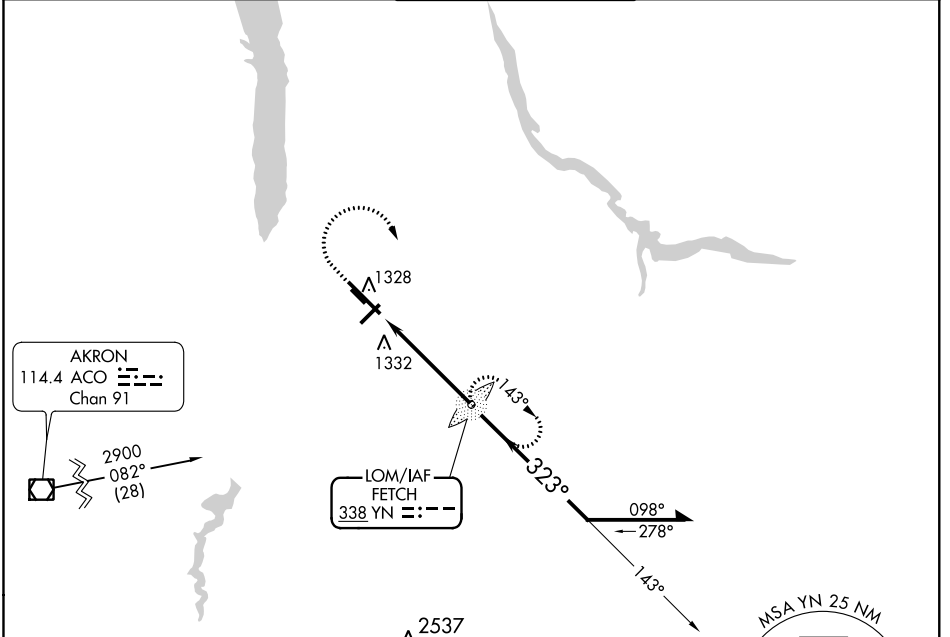 1328
1332
AKRON
114.4 ACO
Chan 91
2900
082°
(28)
143°
LOM/IAF
FETCH
338 YN
323°
098°
278°
143°
MSA YN 25 NM
2537